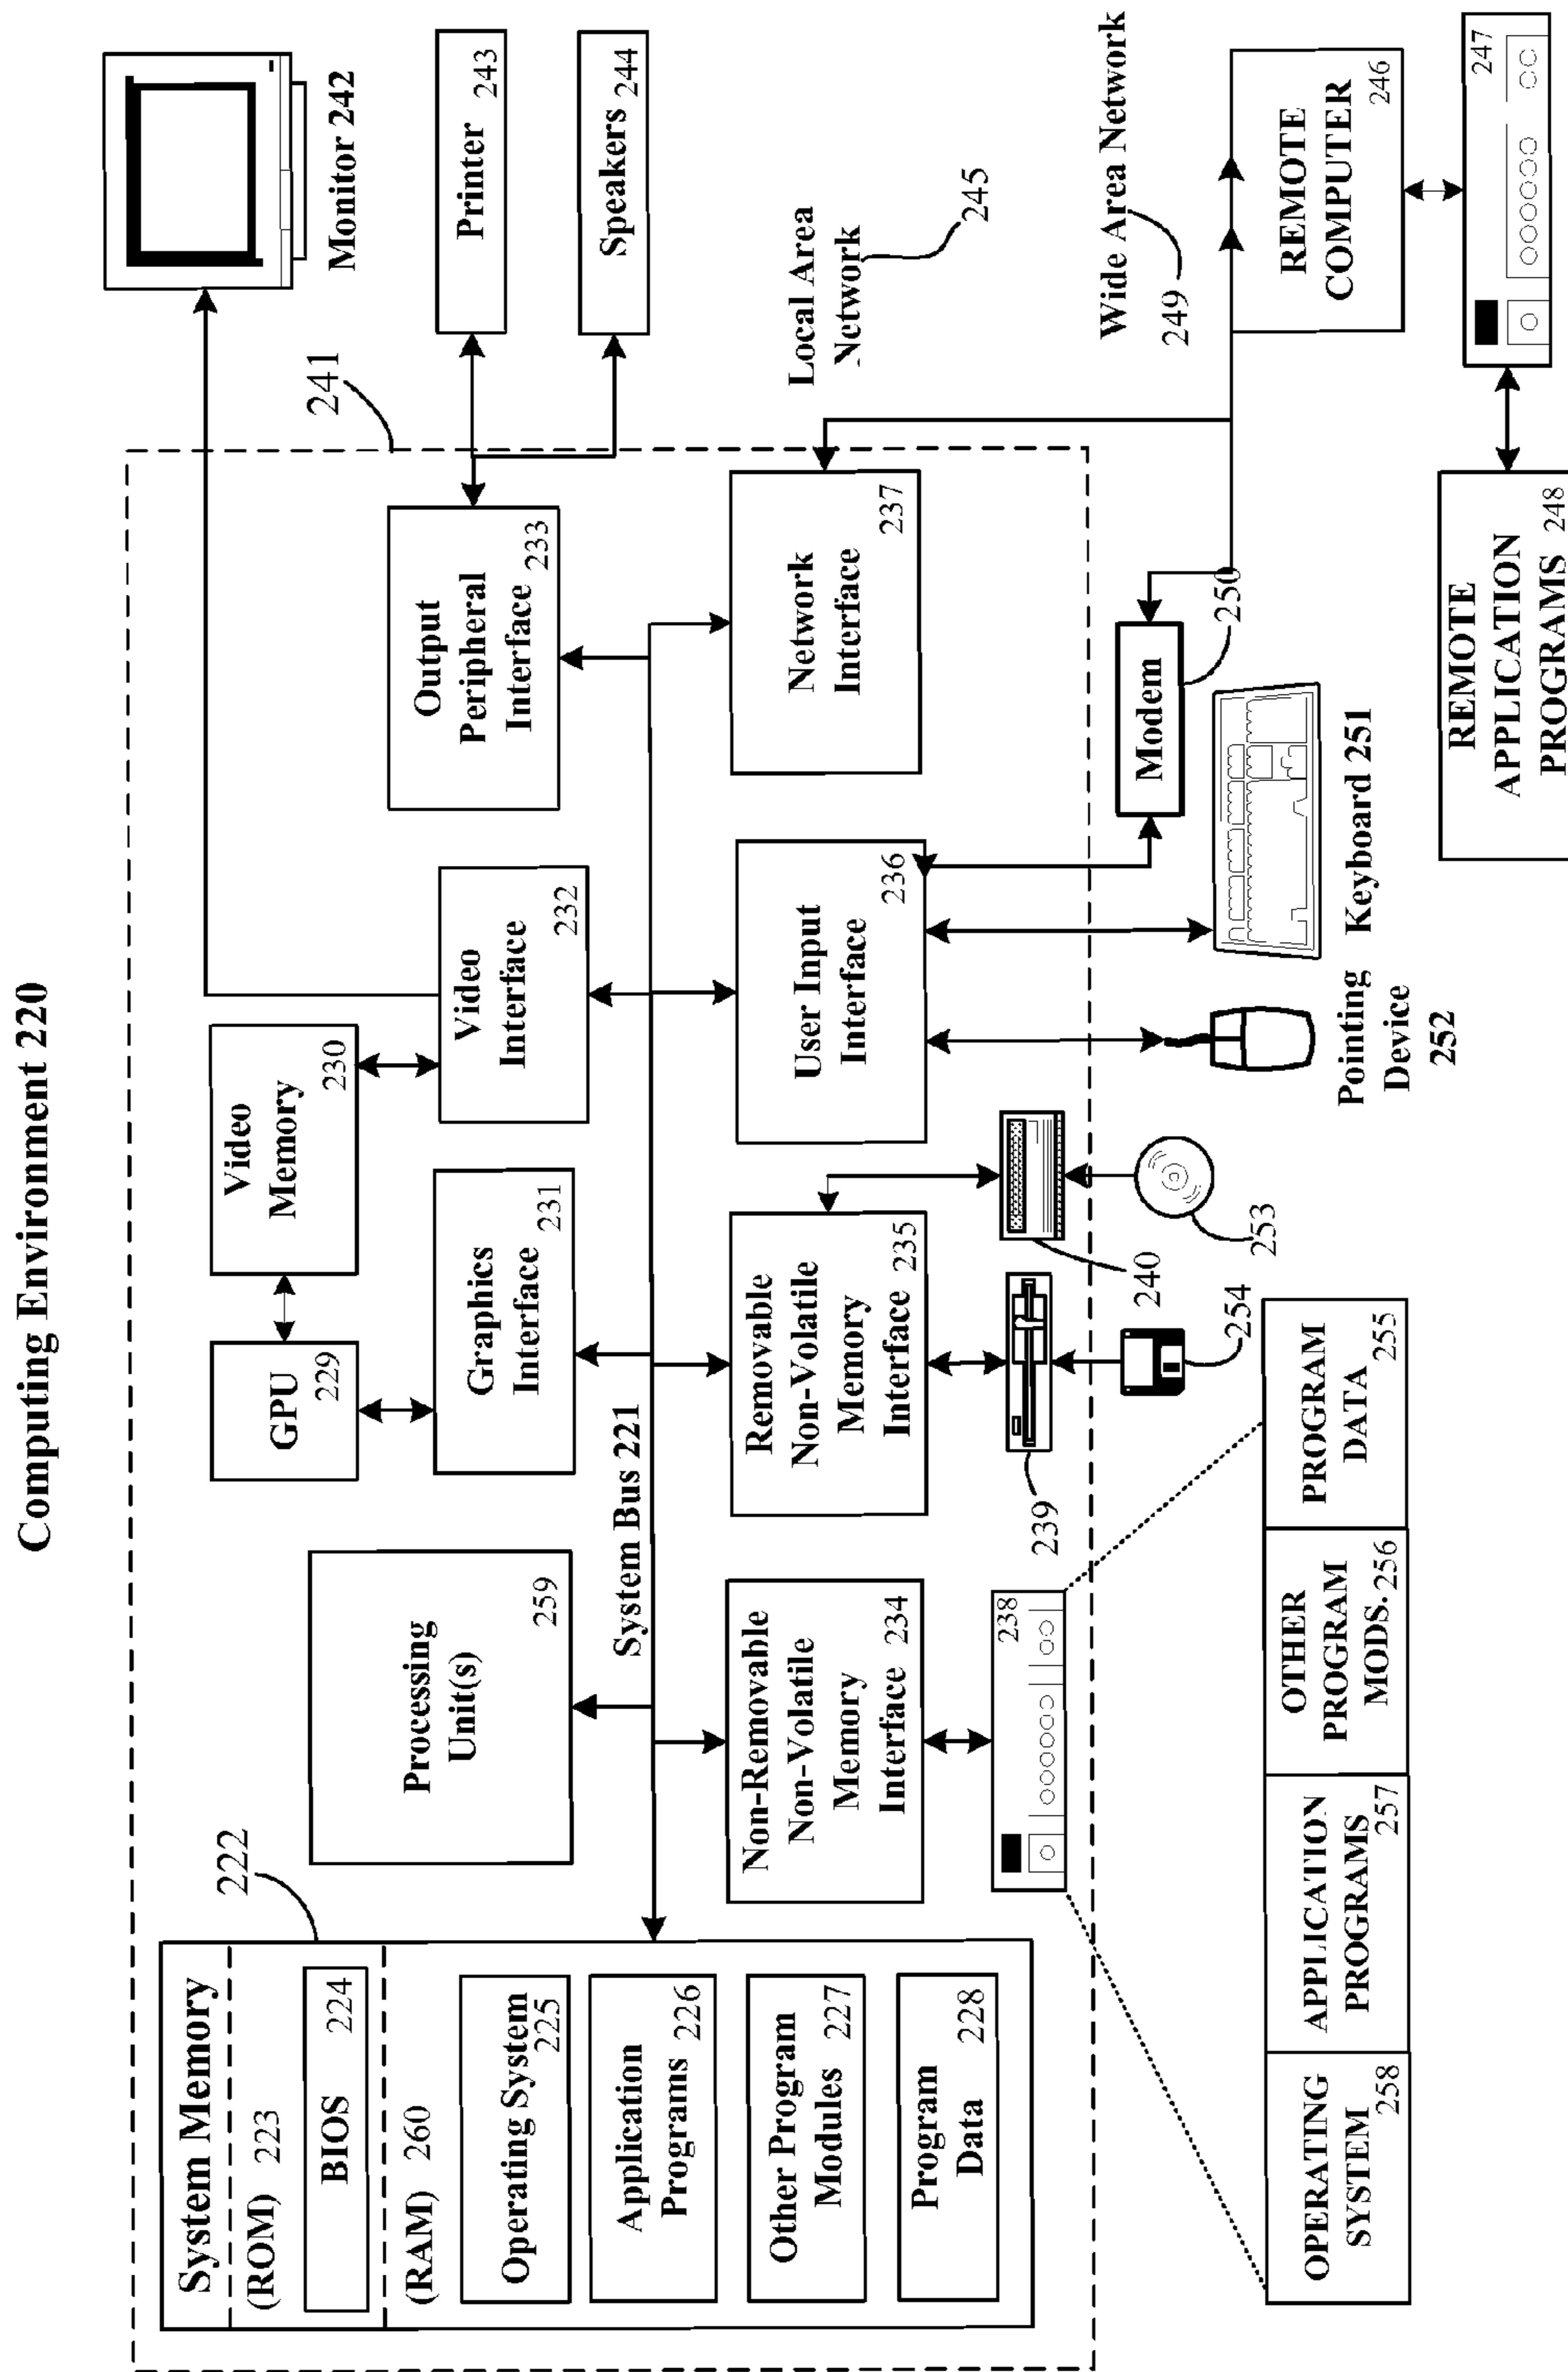 Computing Environment 220
System Memory
222
(ROM) 223
BIOS 224
(RAM) 260
Operating System
225
Application
Programs 226
Other Program
Modules 227
Program
Data 228
Processing
Unit(s)
259
System Bus 221
GPU
229
Video
Memory
230
Graphics
Interface
231
Video
Interface
232
Output
Peripheral
Interface 233
241
Monitor 242
Printer 243
Speakers 244
Non-Removable
Non-Volatile
Memory
Interface 234
Removable
Non-Volatile
Memory
Interface 235
User Input
Interface
236
Network
Interface
237
Local Area
Network
245
238
239
240
253
254
Pointing
Device
252
Keyboard 251
Modem
250
Wide Area Network
249
REMOTE
COMPUTER
246
247
REMOTE
APPLICATION
PROGRAMS 248
OPERATING
SYSTEM
258
APPLICATION
PROGRAMS
257
OTHER
PROGRAM
MODS. 256
PROGRAM
DATA
255